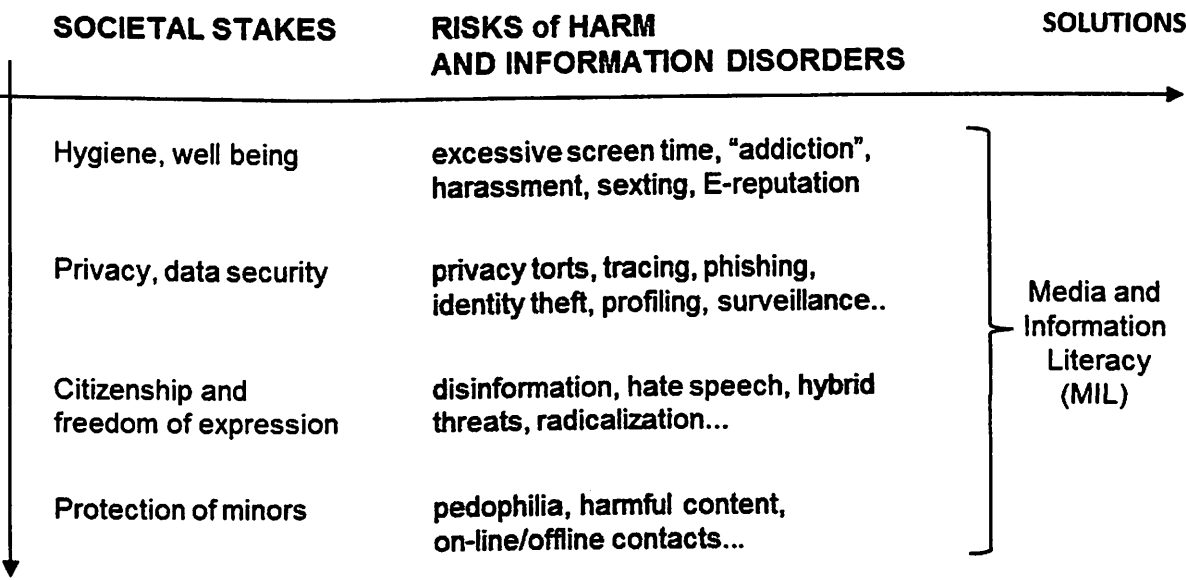 SOCIETAL STAKES
RISKS of HARM
AND INFORMATION DISORDERS
SOLUTIONS
Hygiene, well being
excessive screen time, “addiction”,
harassment, sexting, E-reputation
Privacy, data security
privacy torts, tracing, phishing,
identity theft, profiling, surveillance..
Citizenship and
freedom of expression
disinformation, hate speech, hybrid
threats, radicalization...
Protection of minors
pedophilia, harmful content,
on-line/offline contacts...
Media and
Information
Literacy
(MIL)